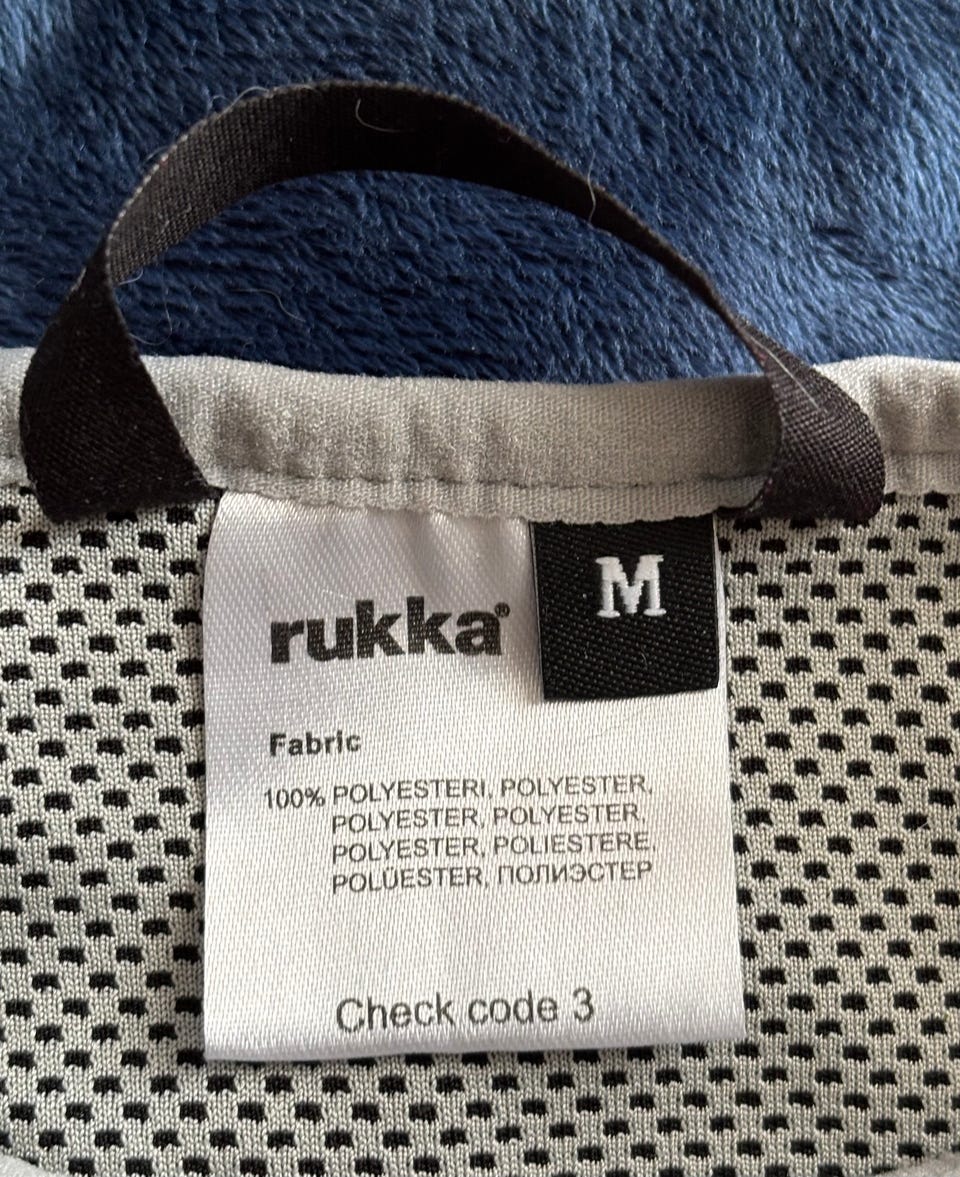 rukka®
M
Fabric
100% POLYESTERI, POLYESTER,
POLYESTER, POLYESTER,
POLYESTER, POLIESTERE,
POLÜESTER, ПОЛИЭСТЕР
Check code 3